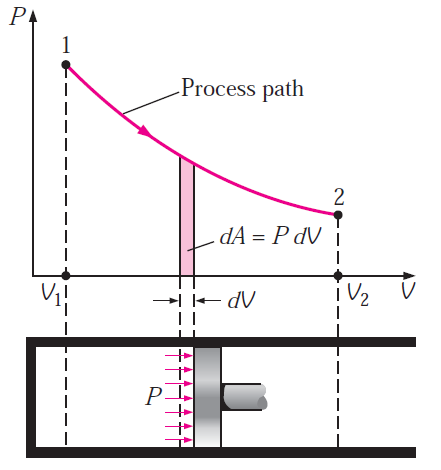 P
1
Process path
2
dA = P dV
V₁
dV
V₂
V
P